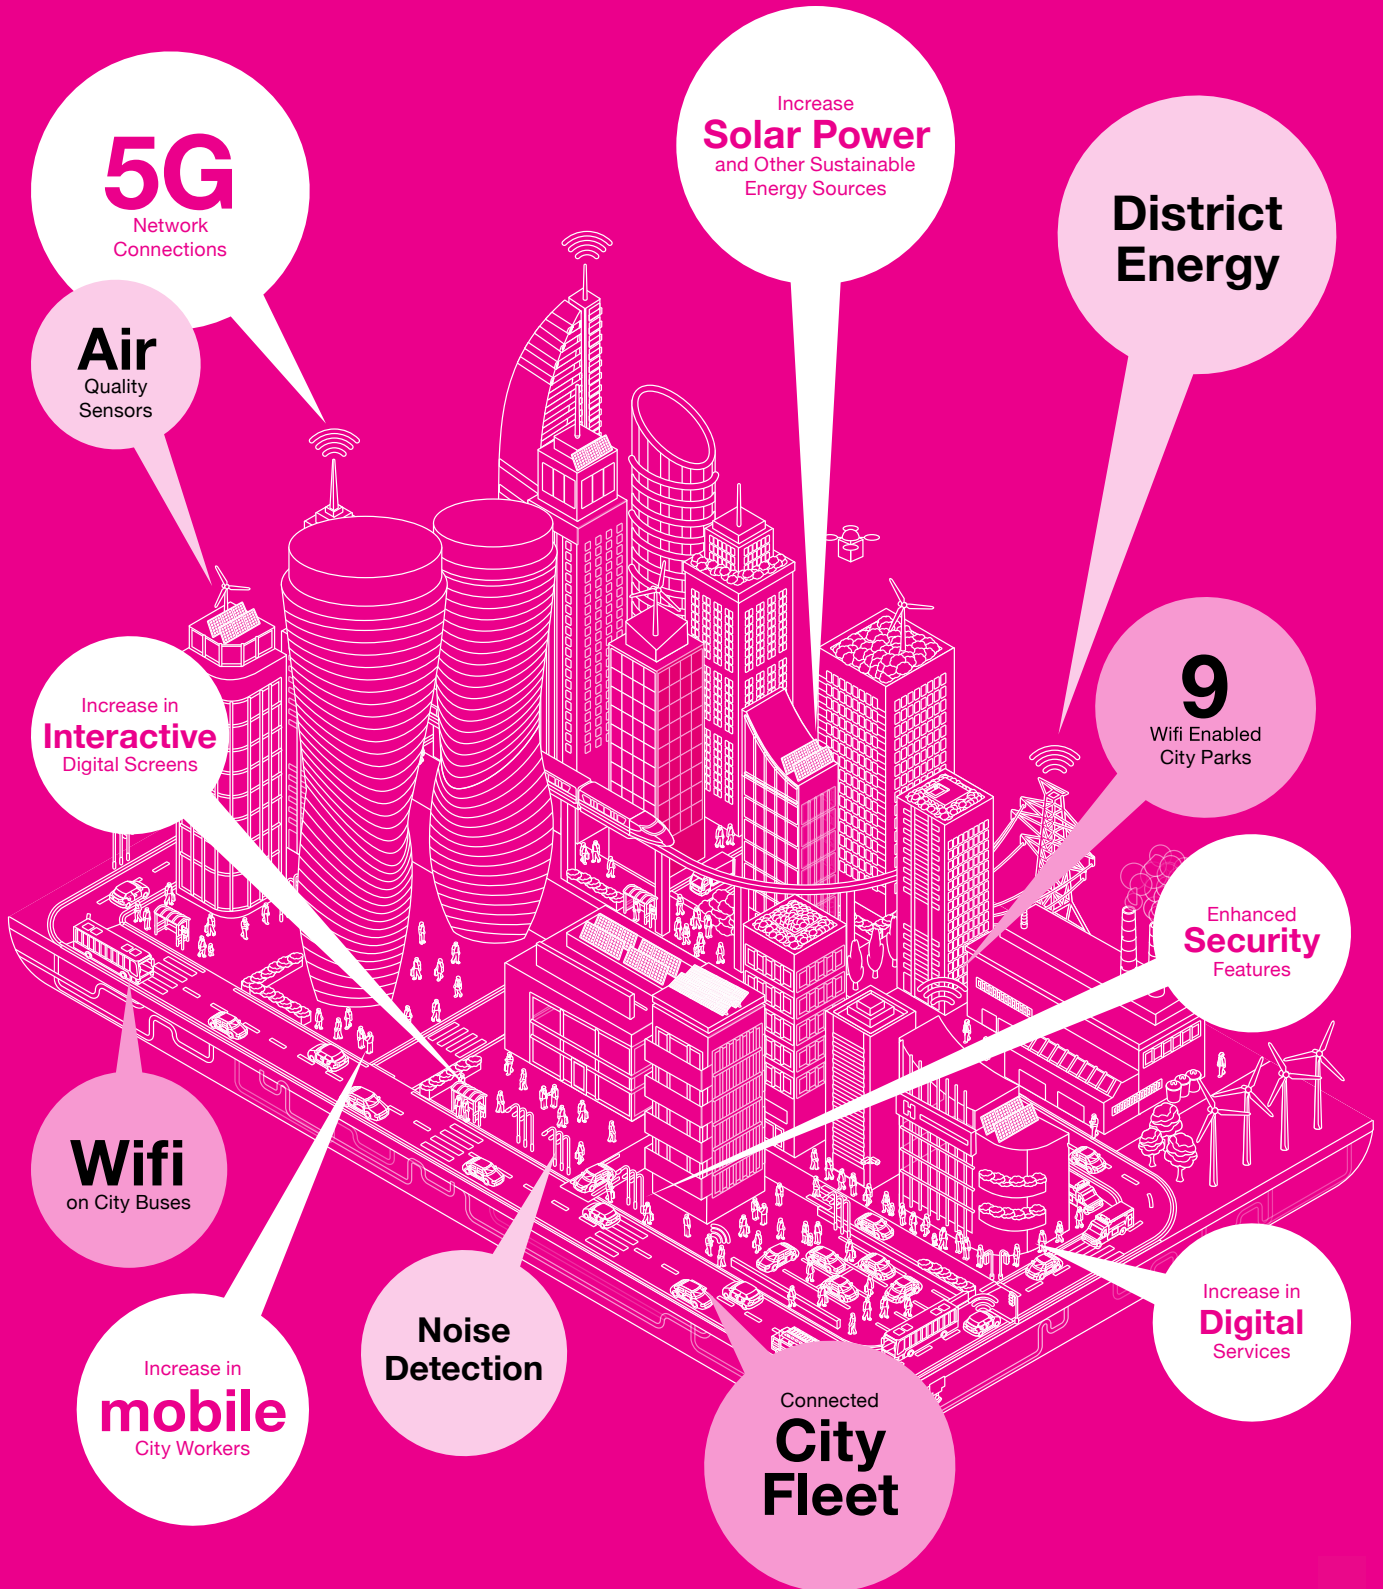 5G
Network
Connections
Increase
Solar Power
and Other Sustainable
Energy Sources
District
Energy
Air
Quality
Sensors
9
Wifi Enabled
City Parks
Increase in
Interactive
Digital Screens
Enhanced
Security
Features
Wifi
on City Buses
Increase in
Digital
Services
Noise
Detection
Increase in
mobile
City Workers
Connected
City
Fleet